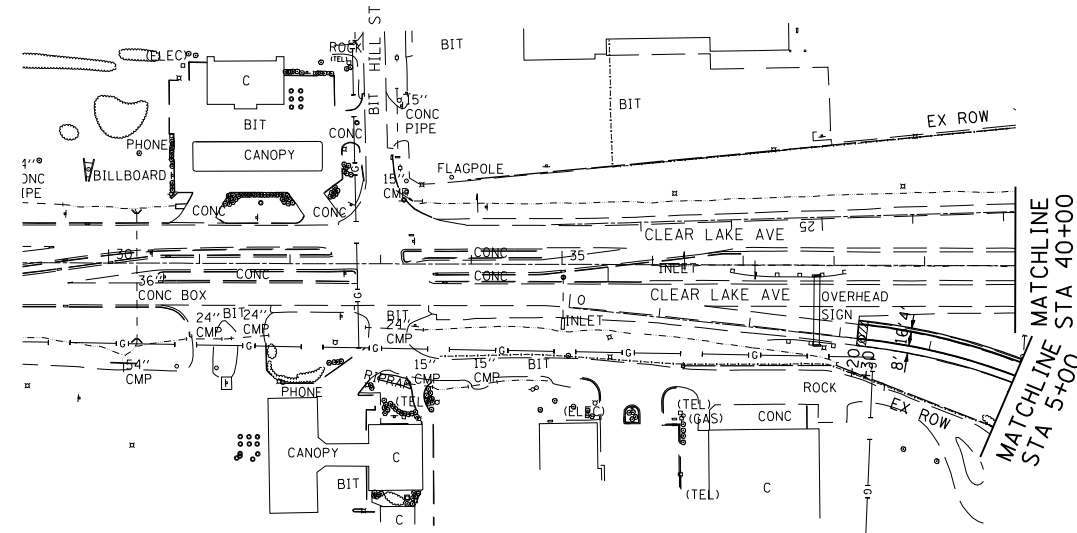 HILL ST
BIT
ROCK
(TEL)
(ELEC)
C
BIT
15"
CONC
PIPE
BIT
BIT
EX ROW
CONC
PHONE
CANOPY
FLAGPOLE
BILLBOARD
G
15"
CMP
CONC
CONC
CLEAR LAKE AVE
25
30
CONC
35
INLET
36"
CONC BOX
CONC
CONC
CLEAR LAKE AVE
OVERHEAD
SIGN
MATCHLINE
STA 40+00
G
O
INLET
24"
CMP
BIT
24"
CMP
BIT
24"
CMP
16'
4'
8'
+20
G
G
G
G
G
G
54"
CMP
15"
CMP
15"
CMP
BIT
RIPRAP
PHONE
(TEL)
(ELEC)
(TEL)
(GAS)
CONC
ROCK
EX ROW
MATCHLINE
STA 5+00
CANOPY
C
BIT
C
(TEL)
C
G